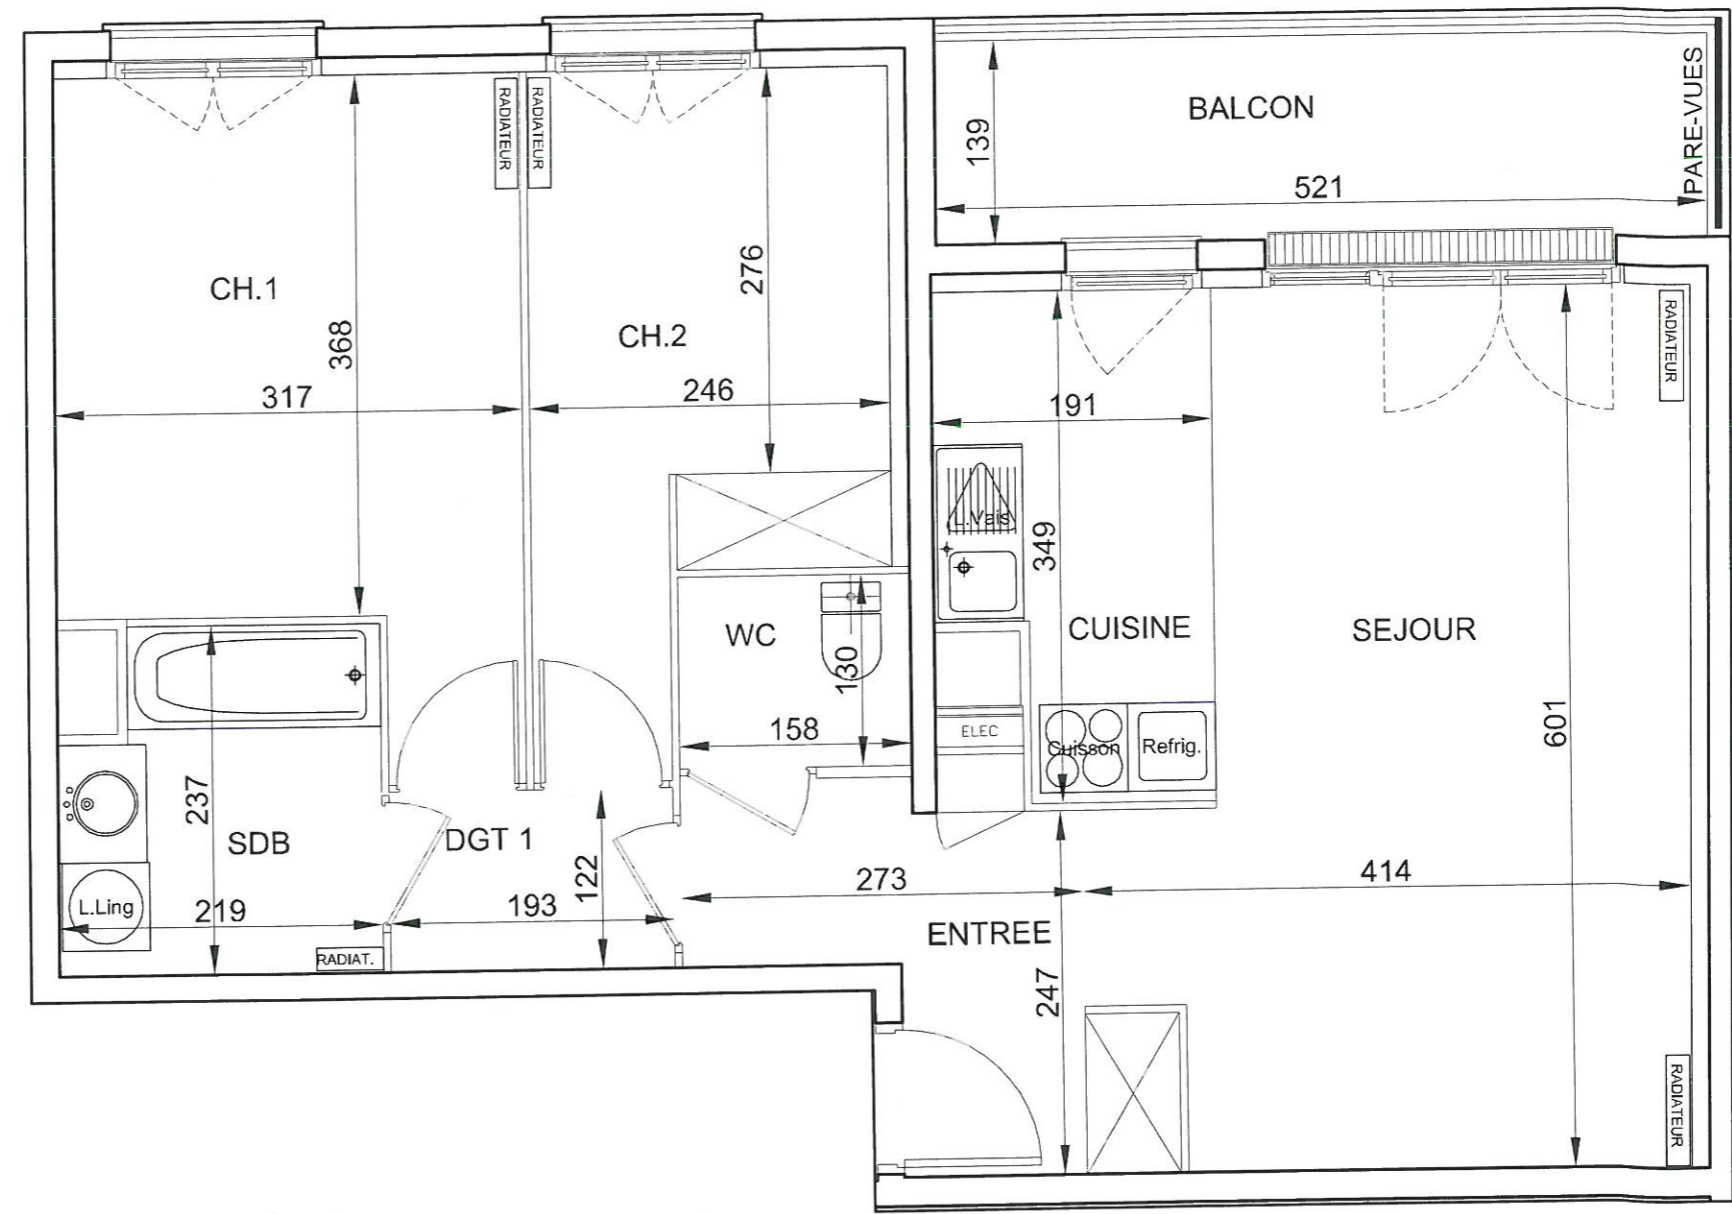 RADIATEUR
RADIATEUR
BALCON
PARE-VUES
139
521
276
CH.1
CH.2
368
317
246
191
RADIATEUR
L.Vais
349
WC
130
CUISINE
SEJOUR
158
ELEC
Cuisson
Refrig.
601
237
SDB
DGT 1
122
273
414
L.Ling
219
193
ENTREE
RADIAT.
247
RADIATEUR